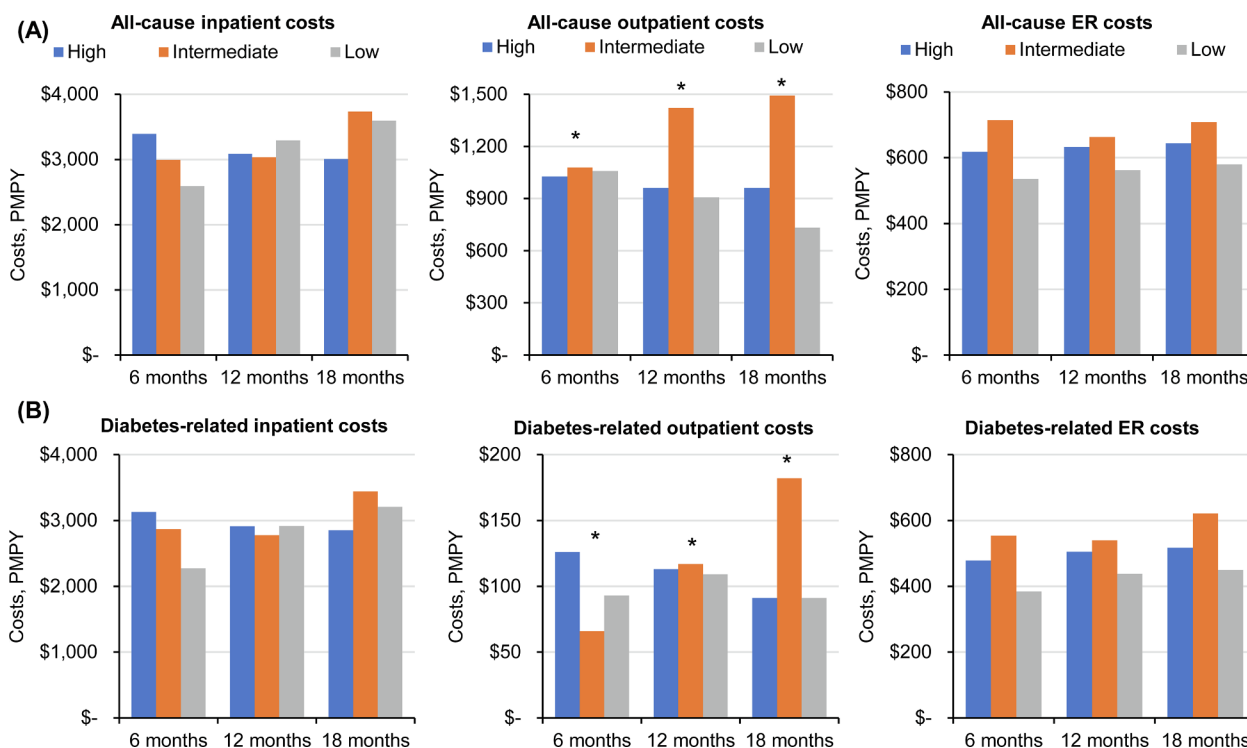 (A)
All-cause inpatient costs
High Intermediate Low
Costs, PMPY
$4,000
$3,000
$2,000
$1,000
$-
6 months 12 months 18 months
All-cause outpatient costs
High Intermediate Low
Costs, PMPY
$1,500
$1,200
$900
$600
$300
$-
* * *
6 months 12 months 18 months
All-cause ER costs
High Intermediate Low
Costs, PMPY
$800
$600
$400
$200
$-
6 months 12 months 18 months
(B)
Diabetes-related inpatient costs
Costs, PMPY
$4,000
$3,000
$2,000
$1,000
$-
6 months 12 months 18 months
Diabetes-related outpatient costs
Costs, PMPY
$200
$150
$100
$50
$-
* * *
6 months 12 months 18 months
Diabetes-related ER costs
Costs, PMPY
$800
$600
$400
$200
$-
6 months 12 months 18 months